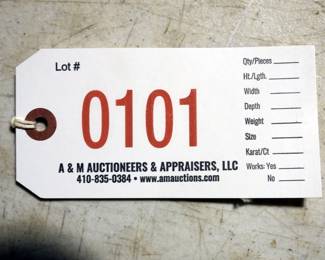 Lot #
0101
A & M AUCTIONEERS & APPRAISERS, LLC
410-835-0384 • www.amauctions.com
Qty/Pieces
Ht./Lgth.
Width
Depth
Weight
Size
Karat/Ct
Works: Yes
No